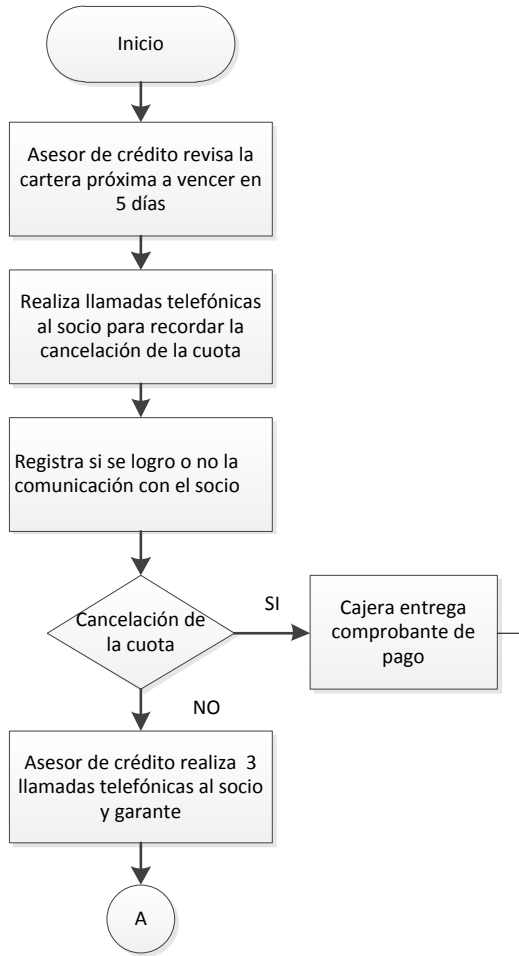 Inicio
Asesor de crédito revisa la
cartera próxima a vencer en
5 días
Realiza llamadas telefónicas
al socio para recordar la
cancelación de la cuota
Registra si se logro o no la
comunicación con el socio
Cancelación de
la cuota
SI
Cajera entrega
comprobante de
pago
NO
Asesor de crédito realiza 3
llamadas telefónicas al socio
y garante
A